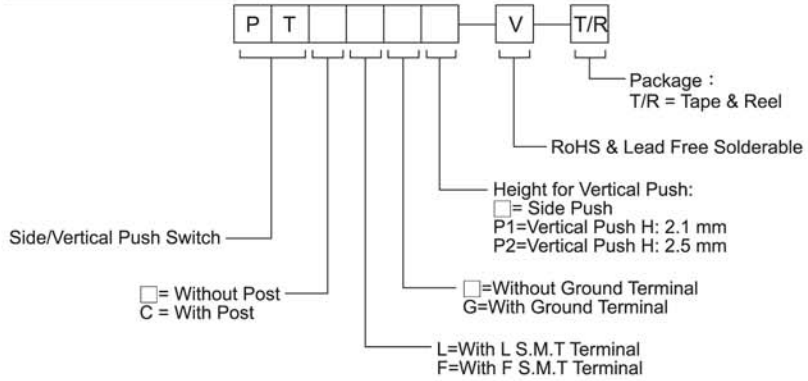 P T V T/R
Package :
T/R = Tape & Reel
RoHS & Lead Free Solderable
Height for Vertical Push:
□= Side Push
P1=Vertical Push H: 2.1 mm
P2=Vertical Push H: 2.5 mm
Side/Vertical Push Switch
□= Without Post
C = With Post
□=Without Ground Terminal
G=With Ground Terminal
L=With L S.M.T Terminal
F=With F S.M.T Terminal